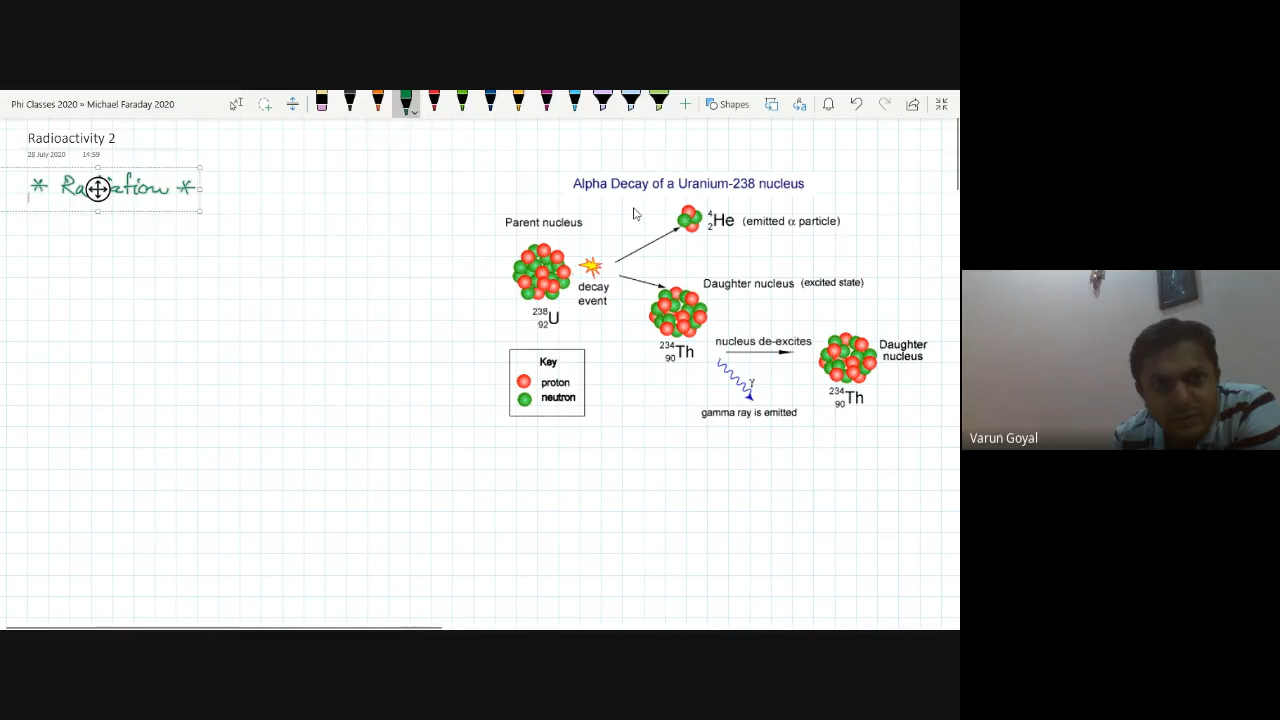 Phi Classes 2020 » Michael Faraday 2020
Shapes
Radioactivity 2
28 July 2020 14:59
* Radiation *
Alpha Decay of a Uranium-238 nucleus
Parent nucleus
4
2He (emitted α particle)
decay
event
Daughter nucleus (excited state)
238
92U
234
90Th
nucleus de-excites
Daughter
nucleus
γ
234
90Th
gamma ray is emitted
Key
proton
neutron
Varun Goyal